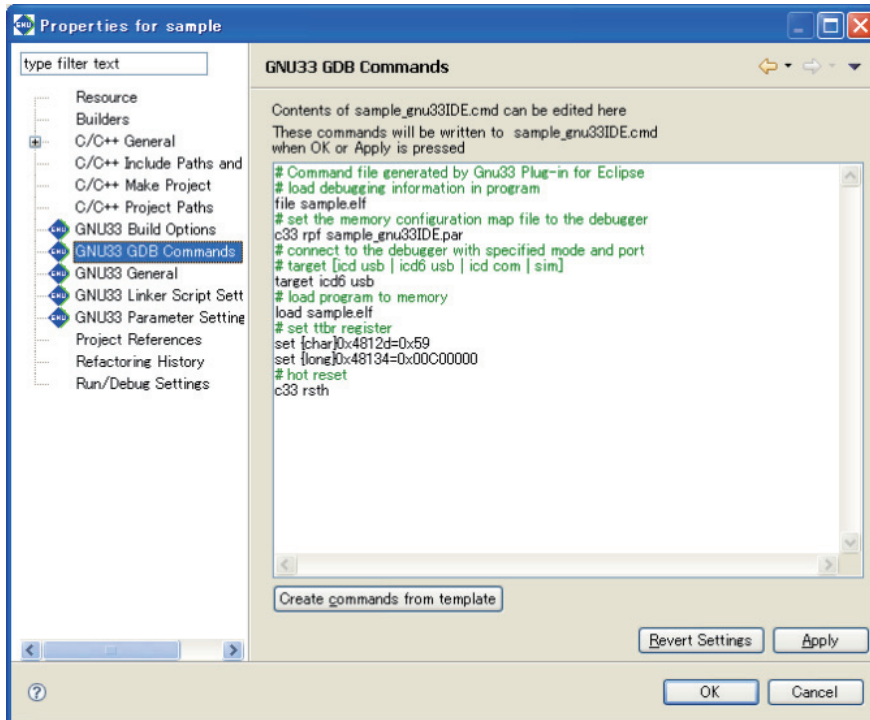 Properties for sample
type filter text
Resource
Builders
C/C++ General
C/C++ Include Paths and
C/C++ Make Project
C/C++ Project Paths
GNU33 Build Options
GNU33 GDB Commands
GNU33 General
GNU33 Linker Script Sett
GNU33 Parameter Setting
Project References
Refactoring History
Run/Debug Settings
GNU33 GDB Commands
Contents of sample_gnu33IDE.cmd can be edited here
These commands will be written to sample_gnu33IDE.cmd
when OK or Apply is pressed
# Command file generated by Gnu33 Plug-in for Eclipse
# load debugging information in program
file sample.elf
# set the memory configuration map file to the debugger
c33 rpf sample_gnu33IDE.par
# connect to the debugger with specified mode and port
# target [icd usb | icd6 usb | icd com | sim]
target icd6 usb
# load program to memory
load sample.elf
# set ttbr register
set {char}0x4812d=0x59
set {long}0x48134=0x00C00000
# hot reset
c33 rsth
Create commands from template
Revert Settings
Apply
OK
Cancel